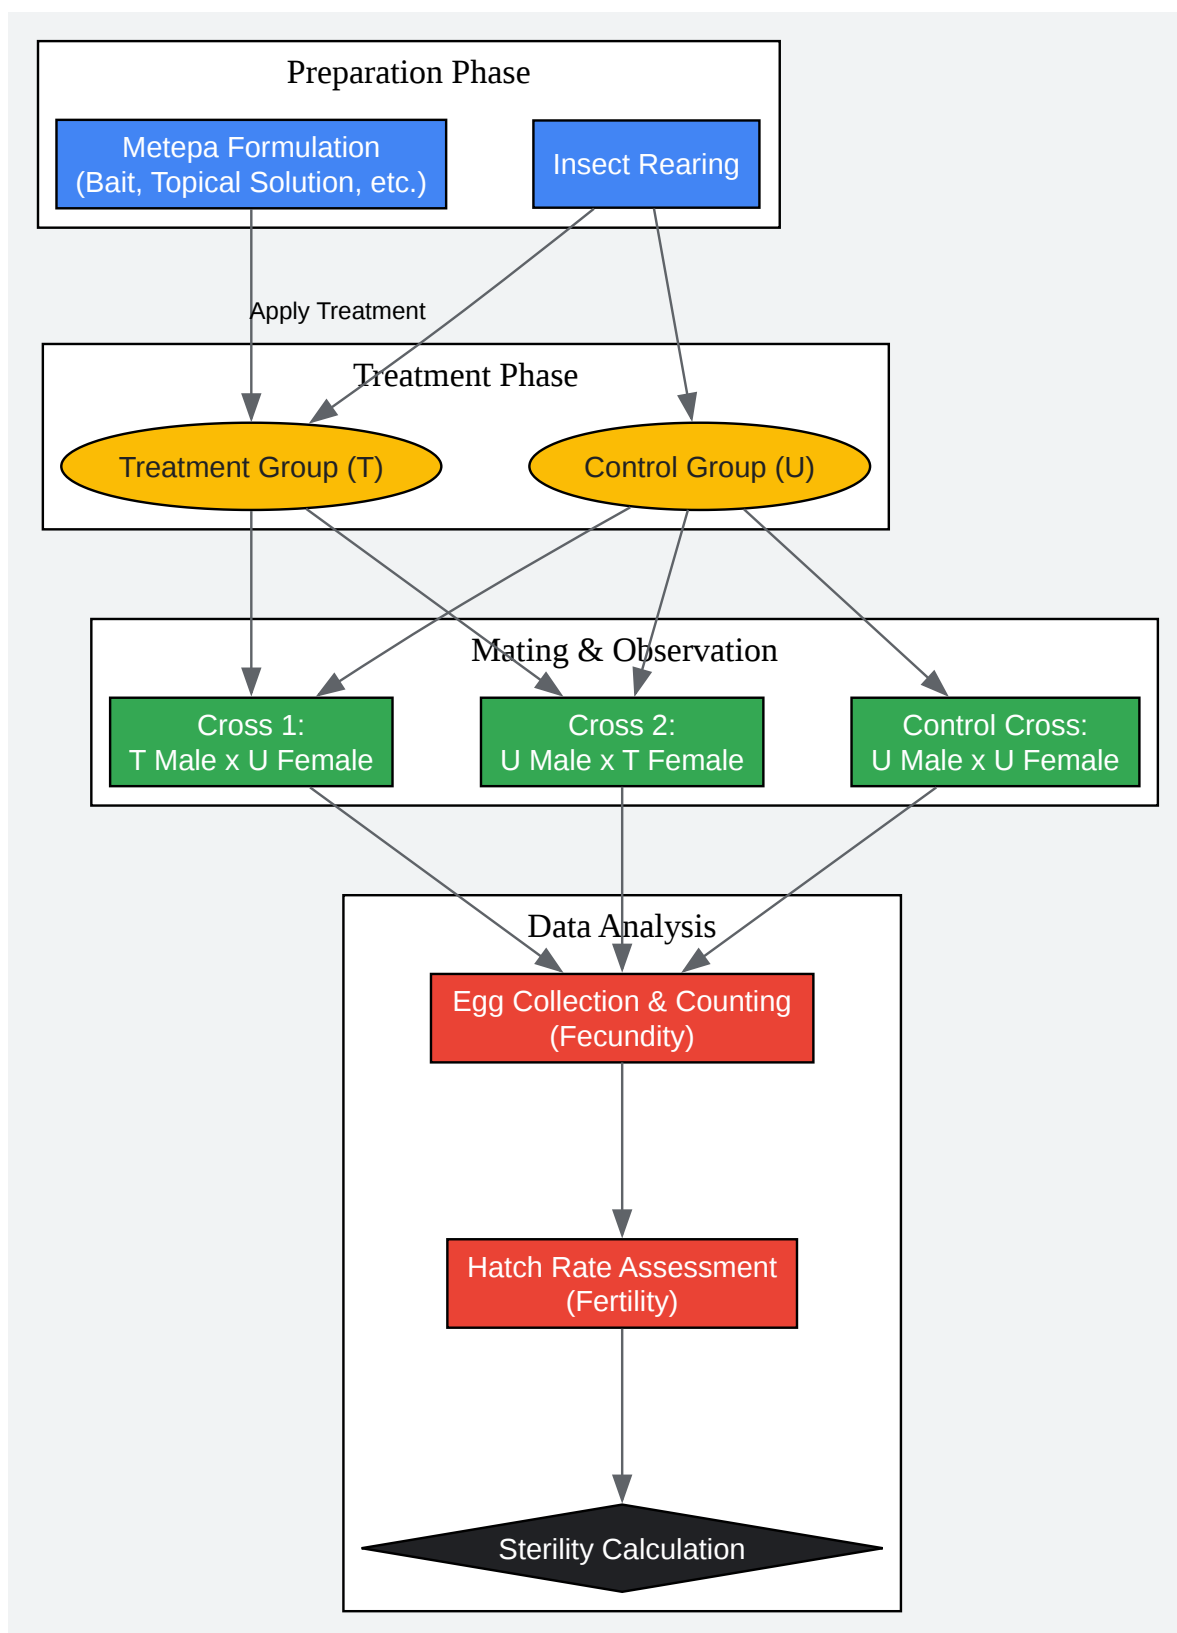 Preparation Phase
Metepa Formulation
(Bait, Topical Solution, etc.)
Insect Rearing
Apply Treatment
Treatment Phase
Treatment Group (T)
Control Group (U)
Mating & Observation
Cross 1:
T Male x U Female
Cross 2:
U Male x T Female
Control Cross:
U Male x U Female
Data Analysis
Egg Collection & Counting
(Fecundity)
Hatch Rate Assessment
(Fertility)
Sterility Calculation